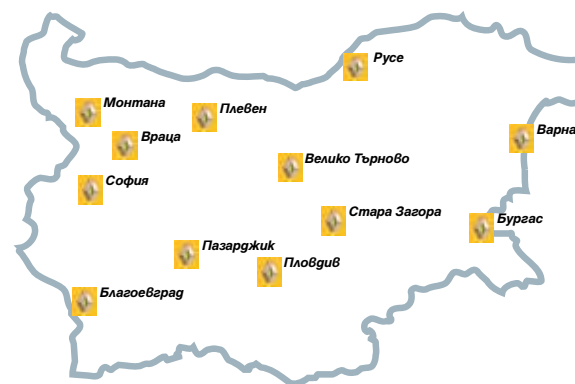 Русе
Монтана
Плевен
Варна
Враца
Велико Търново
София
Стара Загора
Бургас
Пазарджик
Пловдив
Благоевград